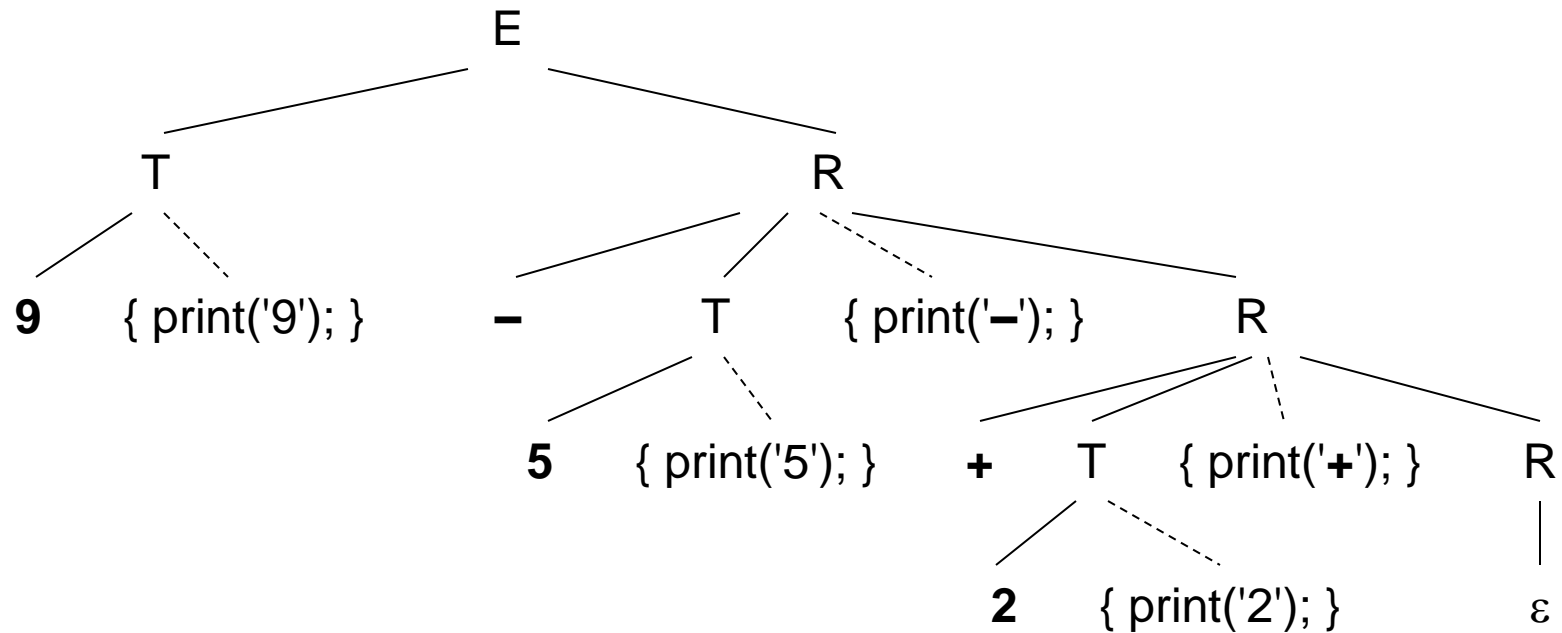 E
T R
9 { print('9'); } – T { print('–'); } R
5 { print('5'); } + T { print('+'); } R
2 { print('2'); } ε